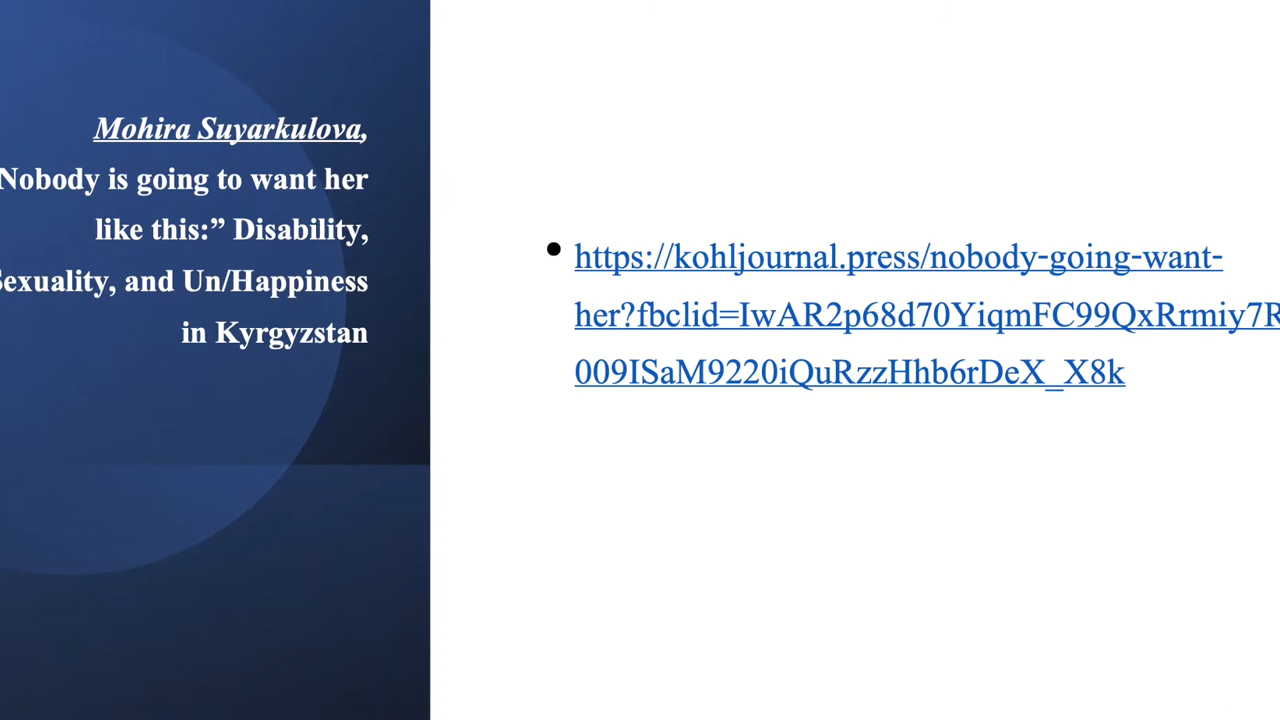 Mohira Suyarkulova,
Nobody is going to want her
like this:” Disability,
Sexuality, and Un/Happiness
in Kyrgyzstan
• https://kohljournal.press/nobody-going-want-
her?fbclid=IwAR2p68d70YiqmFC99QxRrmiy7R
009ISaM9220iQuRzzHhb6rDeX_X8k